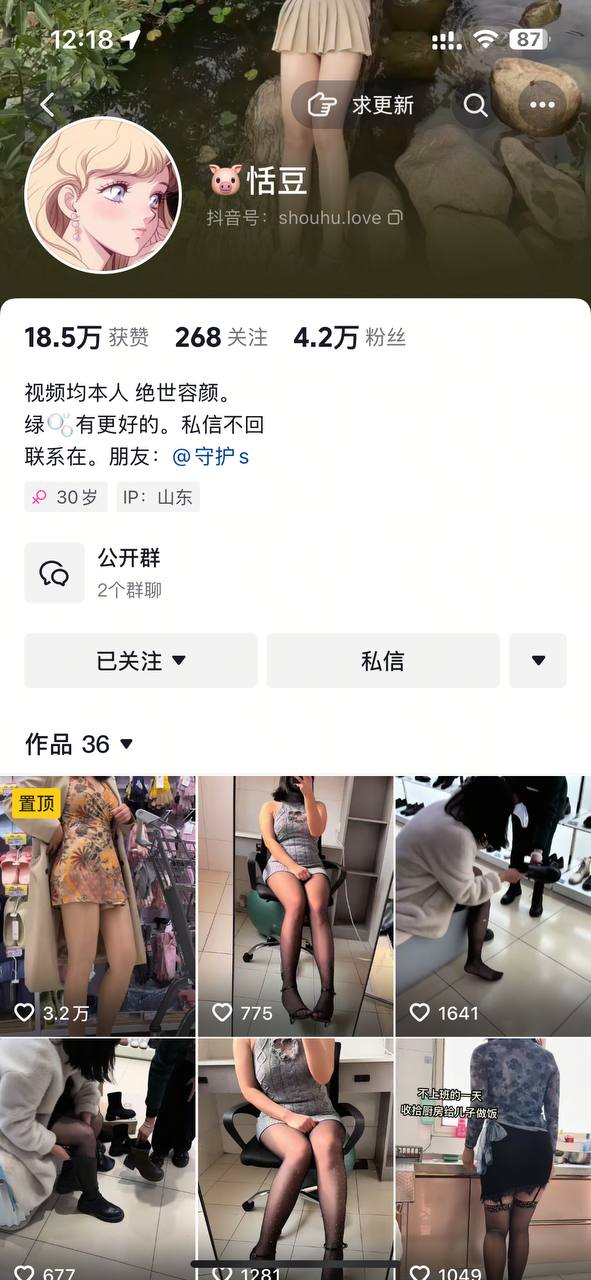 12:18
87
求更新
🐷恬豆
抖音号：shouhu.love
18.5万 获赞 268 关注 4.2万 粉丝
视频均本人 绝世容颜。
绿🫧有更好的。私信不回
联系在。朋友：@守护s
30岁 IP：山东
公开群
2个群聊
已关注 私信
作品 36
置顶
3.2万 775 1641
不上班的一天
收拾厨房给儿子做饭
677 1281 1049